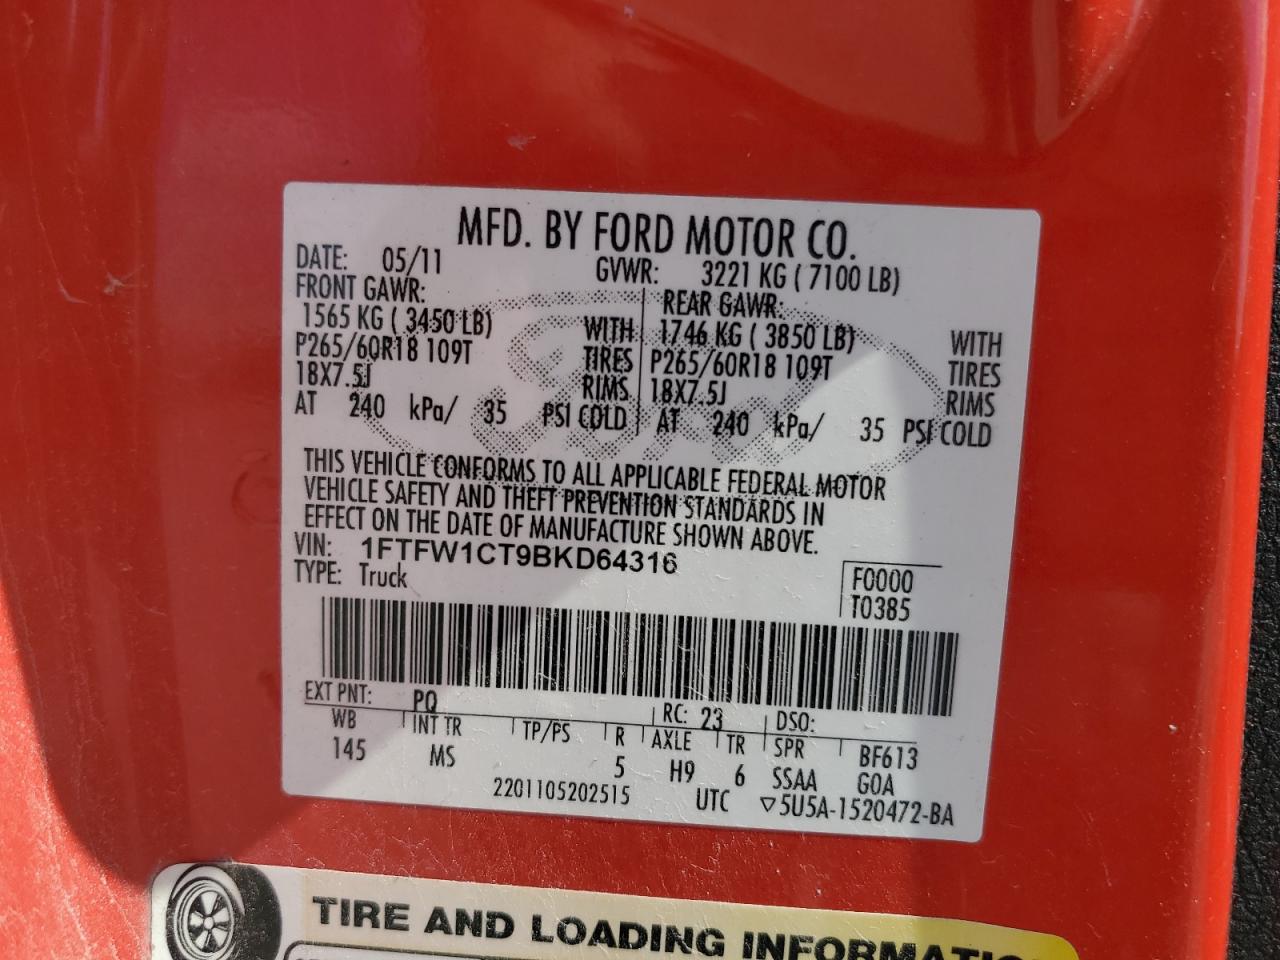 MFD. BY FORD MOTOR CO.
DATE: 05/11 GVWR: 3221 KG ( 7100 LB)
FRONT GAWR: REAR GAWR:
1565 KG ( 3450 LB) WITH 1746 KG ( 3850 LB) WITH
P265/60R18 109T TIRES P265/60R18 109T TIRES
18X7.5J RIMS 18X7.5J RIMS
AT 240 kPa/ 35 PSI COLD AT 240 kPa/ 35 PSI COLD
Ford
THIS VEHICLE CONFORMS TO ALL APPLICABLE FEDERAL MOTOR
VEHICLE SAFETY AND THEFT PREVENTION STANDARDS IN
EFFECT ON THE DATE OF MANUFACTURE SHOWN ABOVE.
VIN: 1FTFW1CT9BKD64316
TYPE: Truck
F0000
T0385
EXT PNT: PQ RC: 23 DSO:
WB INT TR TP/PS R AXLE TR SPR BF613
145 MS 5 H9 6 SSAA GOA
2201105202515 UTC ▽5U5A-1520472-BA
TIRE AND LOADING